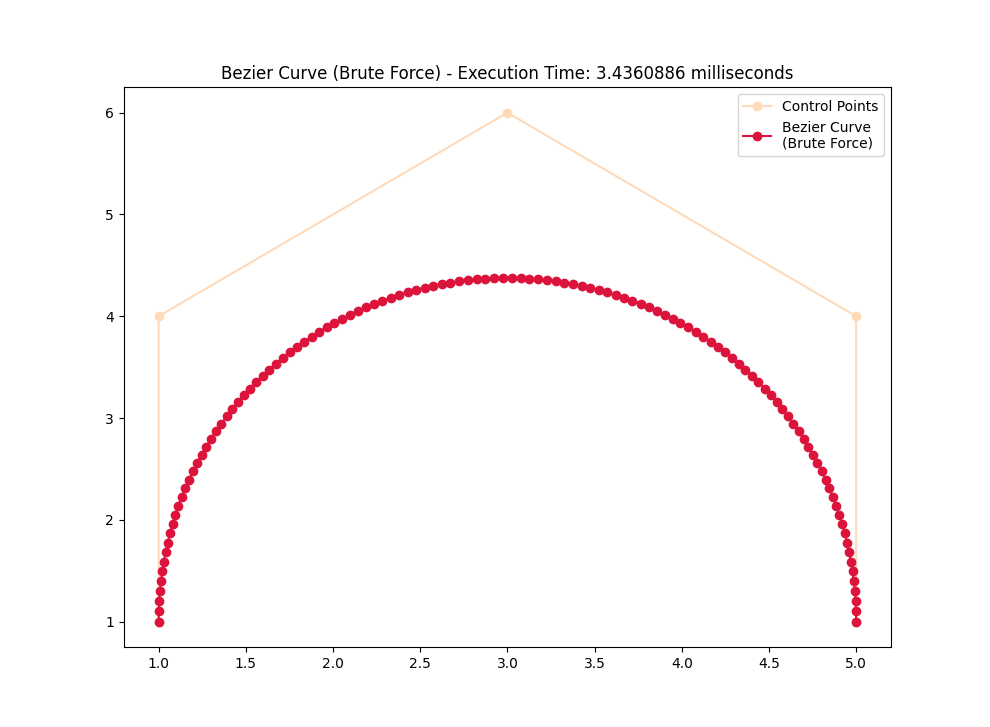 Bezier Curve (Brute Force) - Execution Time: 3.4360886 milliseconds
Control Points
Bezier Curve
(Brute Force)
6
5
4
3
2
1
1.0 1.5 2.0 2.5 3.0 3.5 4.0 4.5 5.0